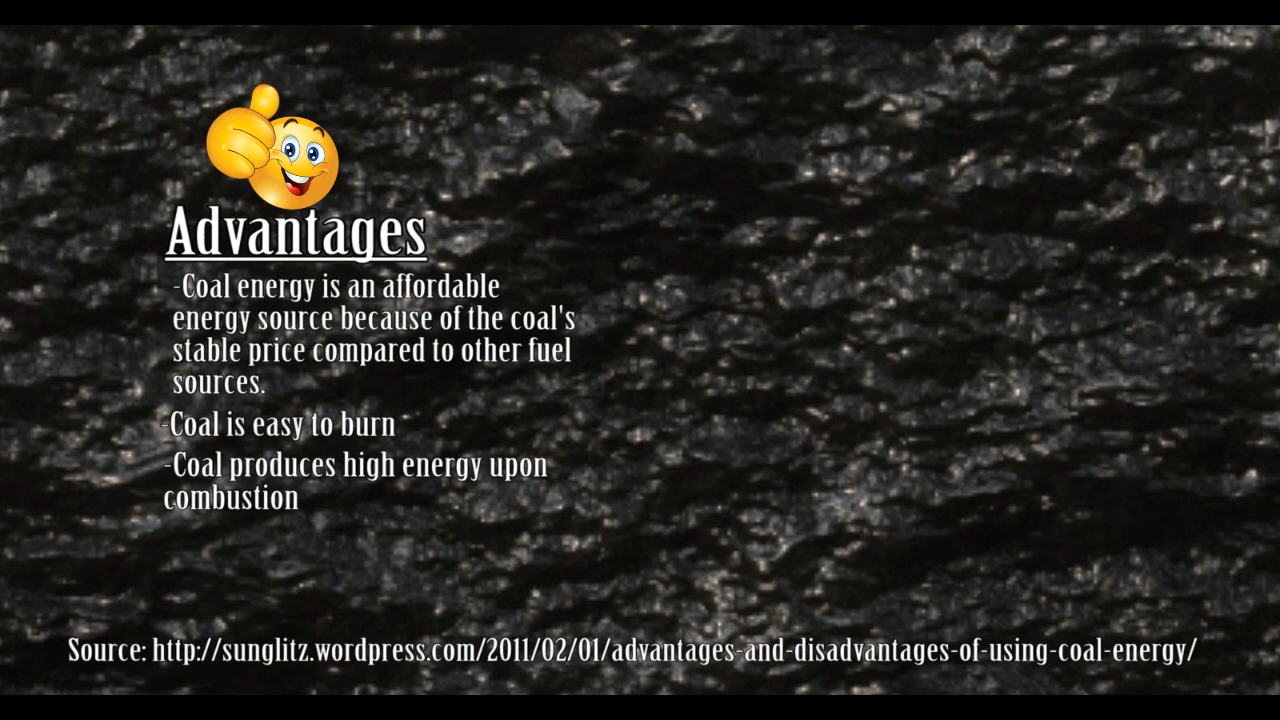 Advantages
-Coal energy is an affordable
energy source because of the coal's
stable price compared to other fuel
sources.
-Coal is easy to burn
-Coal produces high energy upon
combustion
Source: http://sunglitz.wordpress.com/2011/02/01/advantages-and-disadvantages-of-using-coal-energy/